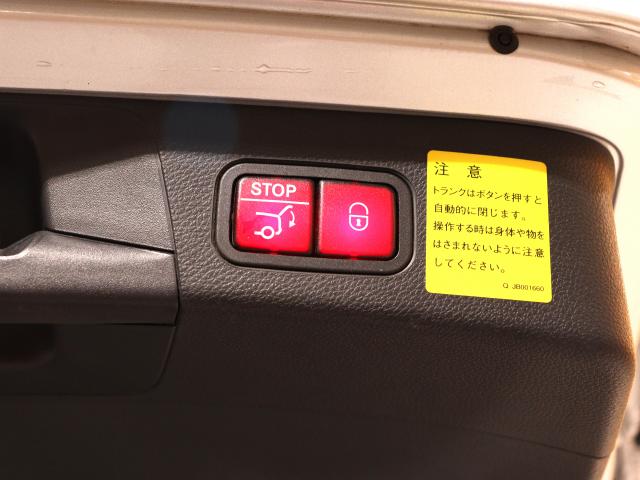 STOP
注 意
トランクはボタンを押すと
自動的に閉じます。
操作する時は身体や物を
はさまれないように注意
してください。
Q JB001660